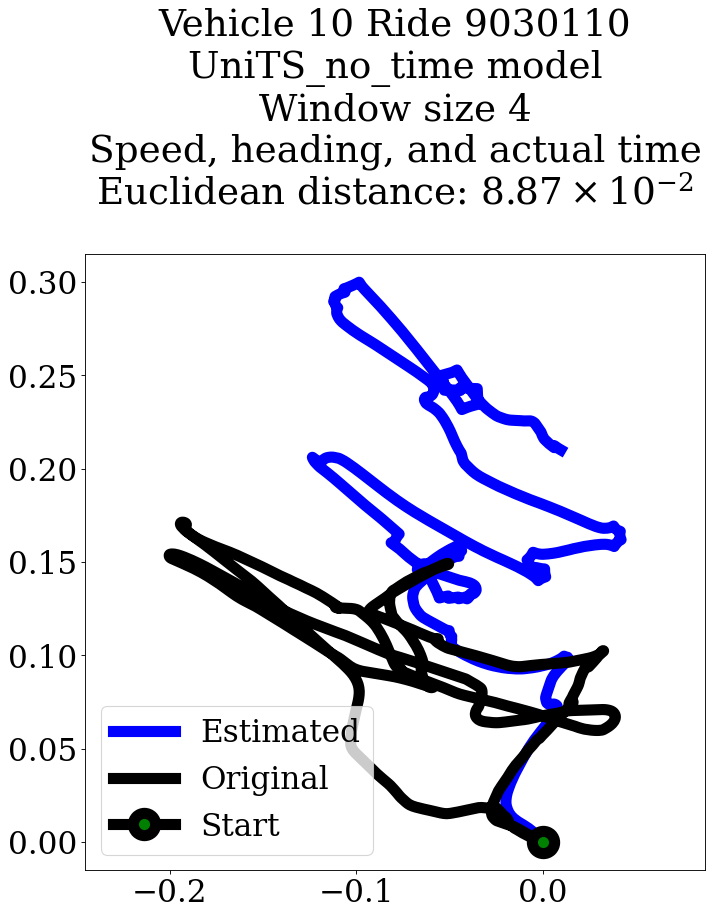 Vehicle 10 Ride 9030110
UniTS_no_time model
Window size 4
Speed, heading, and actual time
Euclidean distance: 8.87 × 10⁻²
0.30
0.25
0.20
0.15
0.10
0.05
0.00
Estimated
Original
Start
−0.2 −0.1 0.0